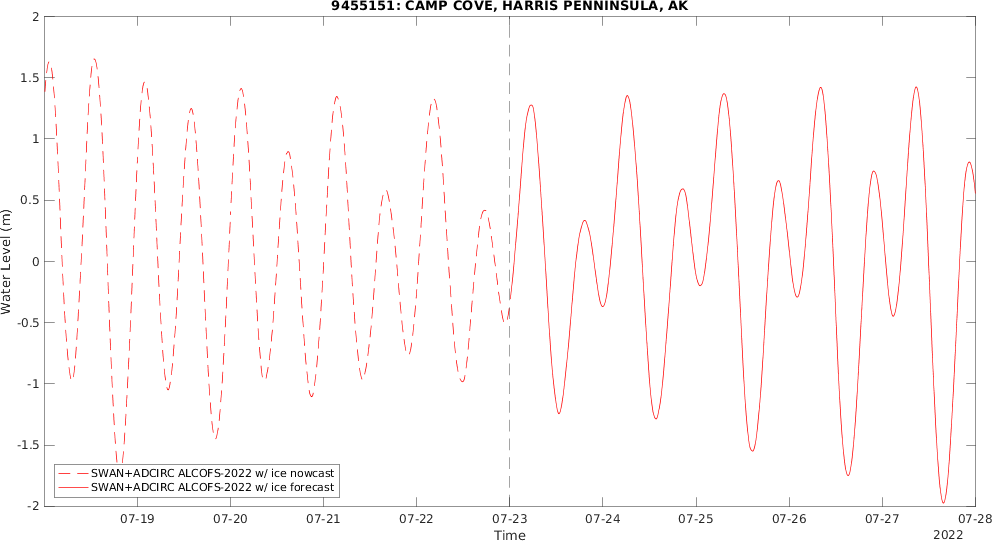 9455151: CAMP COVE, HARRIS PENNINSULA, AK
2
1.5
1
0.5
0
-0.5
-1
-1.5
-2
Water Level (m)
SWAN+ADCIRC ALCOFS-2022 w/ ice nowcast
SWAN+ADCIRC ALCOFS-2022 w/ ice forecast
07-19 07-20 07-21 07-22 07-23 07-24 07-25 07-26 07-27 07-28
Time
2022